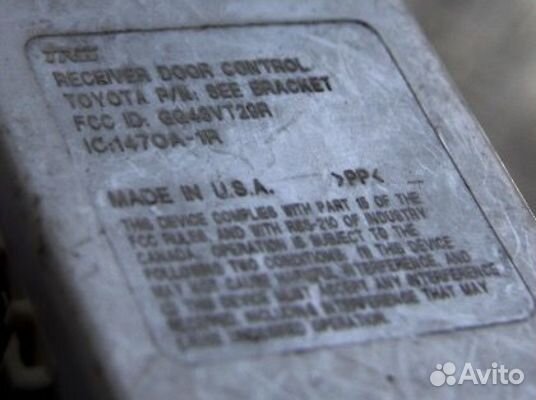 TRW
RECEIVER DOOR CONTROL
TOYOTA P/N: SEE BRACKET
FCC ID: GQ43VT29R
IC:1470A-1R
MADE IN U.S.A. >PP<
THIS DEVICE COMPLIES WITH PART 15 OF THE
FCC RULES AND WITH RSS-210 OF INDUSTRY
CANADA. OPERATION IS SUBJECT TO THE
FOLLOWING TWO CONDITIONS. IS THIS DEVICE
MAY NOT CAUSE HARMFUL INTERFERENCE, AND
THIS DEVICE MUST ACCEPT ANY INTERFERENCE
RECEIVED, INCLUDING INTERFERENCE THAT MAY
CAUSE UNDESIRED OPERATION.
Avito